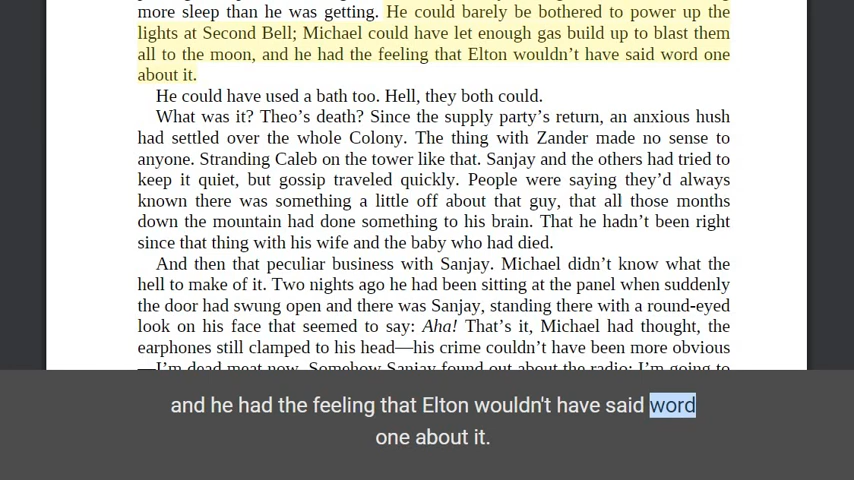 more sleep than he was getting. He could barely be bothered to power up the
lights at Second Bell; Michael could have let enough gas build up to blast them
all to the moon, and he had the feeling that Elton wouldn’t have said word one
about it.
He could have used a bath too. Hell, they both could.
What was it? Theo’s death? Since the supply party’s return, an anxious hush
had settled over the whole Colony. The thing with Zander made no sense to
anyone. Stranding Caleb on the tower like that. Sanjay and the others had tried to
keep it quiet, but gossip traveled quickly. People were saying they’d always
known there was something a little off about that guy, that all those months
down the mountain had done something to his brain. That he hadn’t been right
since that thing with his wife and the baby who had died.
And then that peculiar business with Sanjay. Michael didn’t know what the
hell to make of it. Two nights ago he had been sitting at the panel when suddenly
the door had swung open and there was Sanjay, standing there with a round-eyed
look on his face that seemed to say: Aha! That’s it, Michael had thought, the
earphones still clamped to his head—his crime couldn’t have been more obvious
—I’m dead meat now. Somehow Sanjay found out about the radio; I’m going to
and he had the feeling that Elton wouldn't have said word
one about it.